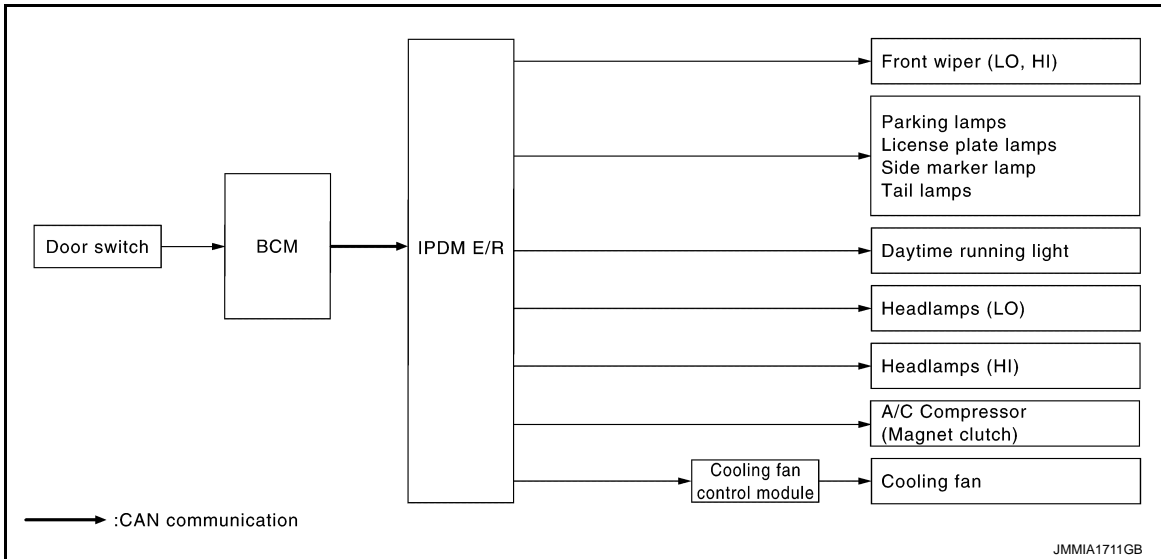 Door switch
BCM
IPDM E/R
Front wiper (LO, HI)
Parking lamps
License plate lamps
Side marker lamp
Tail lamps
Daytime running light
Headlamps (LO)
Headlamps (HI)
A/C Compressor
(Magnet clutch)
Cooling fan
control module
Cooling fan
:CAN communication
JMMIA1711GB